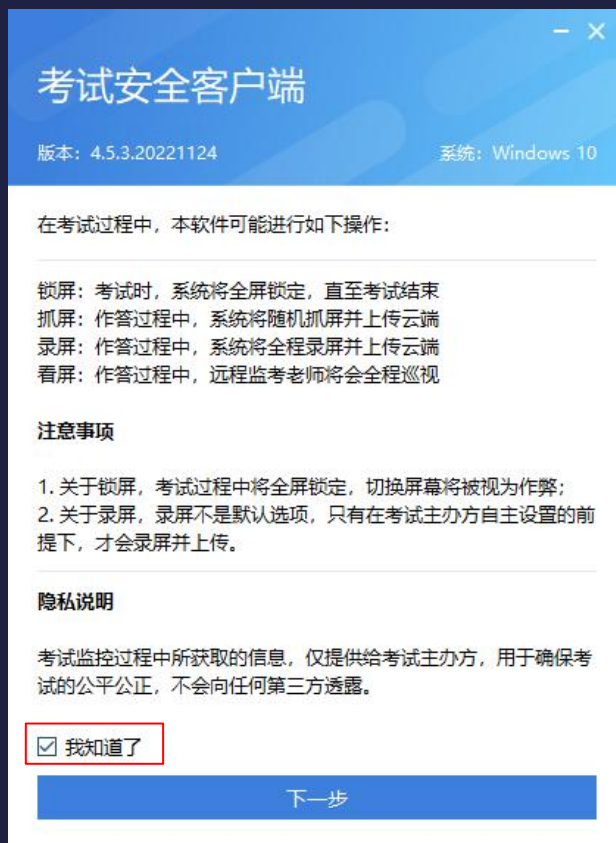 考试安全客户端
版本：4.5.3.20221124 系统：Windows 10
在考试过程中，本软件可能进行如下操作：
锁屏：考试时，系统将全屏锁定，直至考试结束
抓屏：作答过程中，系统将随机抓屏并上传云端
录屏：作答过程中，系统将全程录屏并上传云端
看屏：作答过程中，远程监考老师将会全程巡视
注意事项
1. 关于锁屏，考试过程中将全屏锁定，切换屏幕将被视为作弊；
2. 关于录屏，录屏不是默认选项，只有在考试主办方自主设置的前
提下，才会录屏并上传。
隐私说明
考试监控过程中所获取的信息，仅提供给考试主办方，用于确保考
试的公平公正，不会向任何第三方透露。
我知道了
下一步